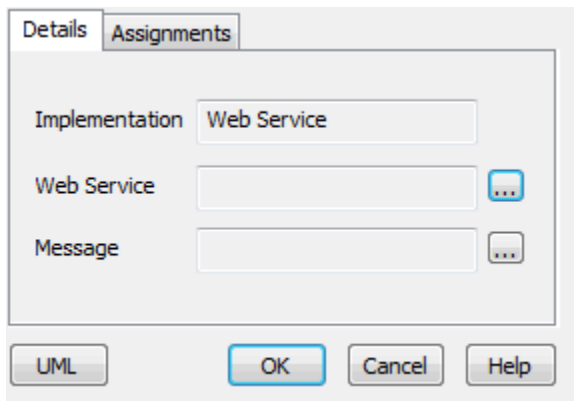 Details Assignments
Implementation Web Service
Web Service ...
Message ...
UML OK Cancel Help